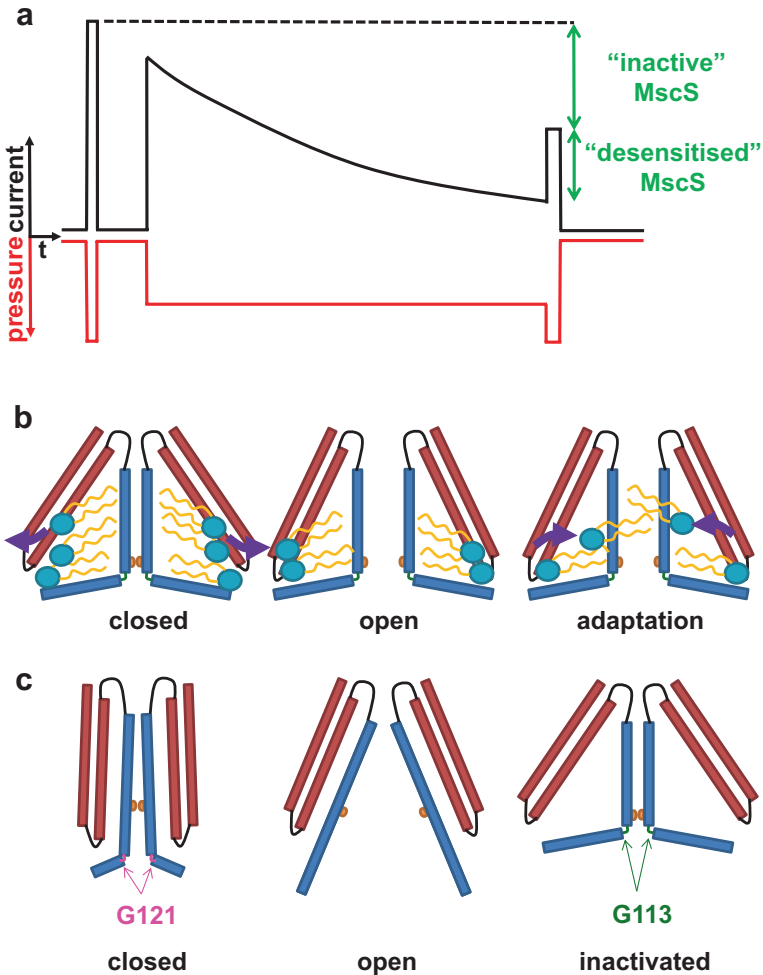 a
“inactive”
MscS
“desensitised”
MscS
current
pressure
t
b
closed
open
adaptation
c
G121
G113
closed
open
inactivated